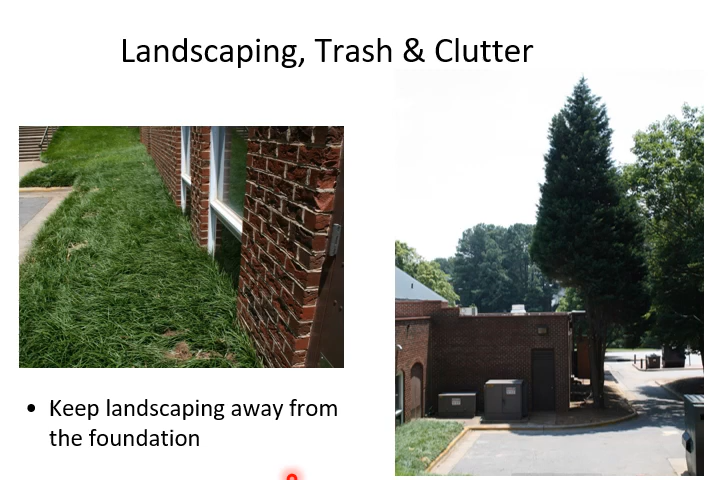 Landscaping, Trash & Clutter
• Keep landscaping away from
the foundation